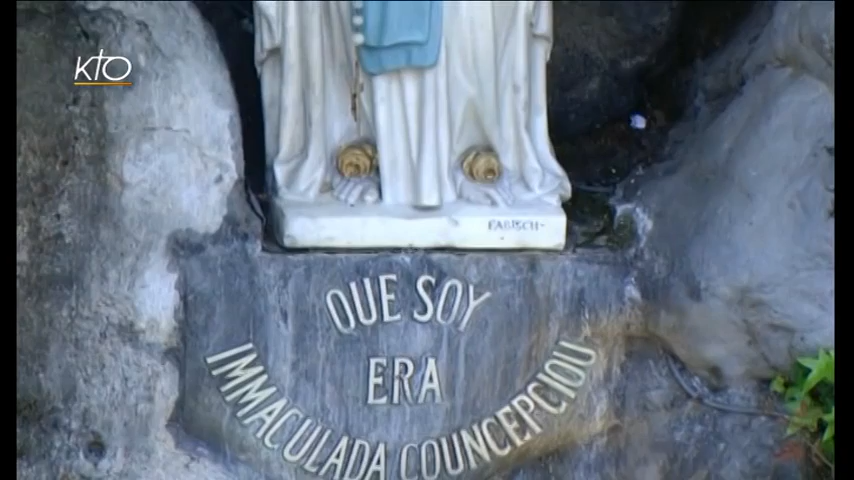 KTO
FABISCH
QUE SOY
ERA
IMMACULADA COUNCEPCIOU